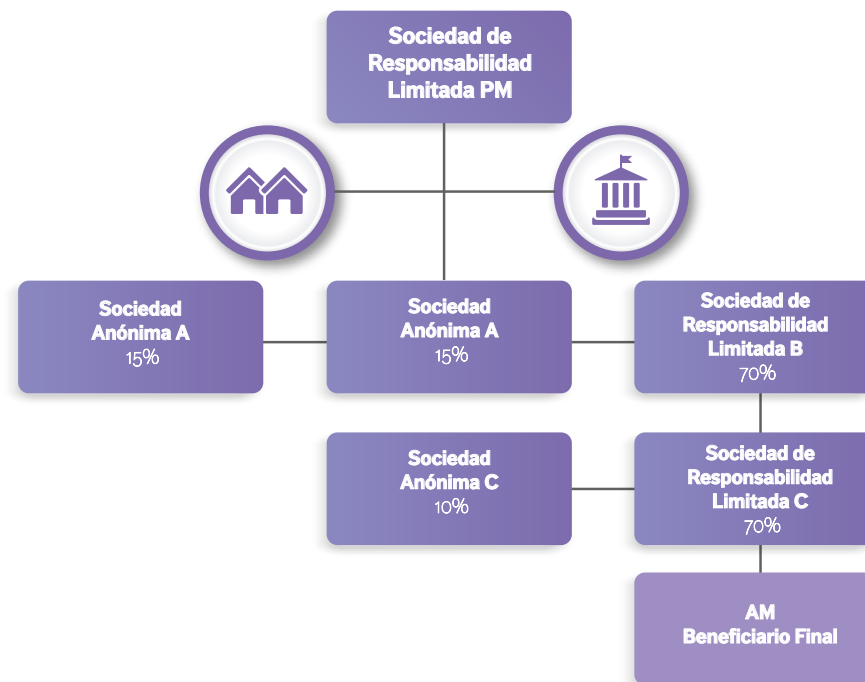 Sociedad de
Responsabilidad
Limitada PM
Sociedad
Anónima A
15%
Sociedad
Anónima A
15%
Sociedad de
Responsabilidad
Limitada B
70%
Sociedad
Anónima C
10%
Sociedad de
Responsabilidad
Limitada C
70%
AM
Beneficiario Final